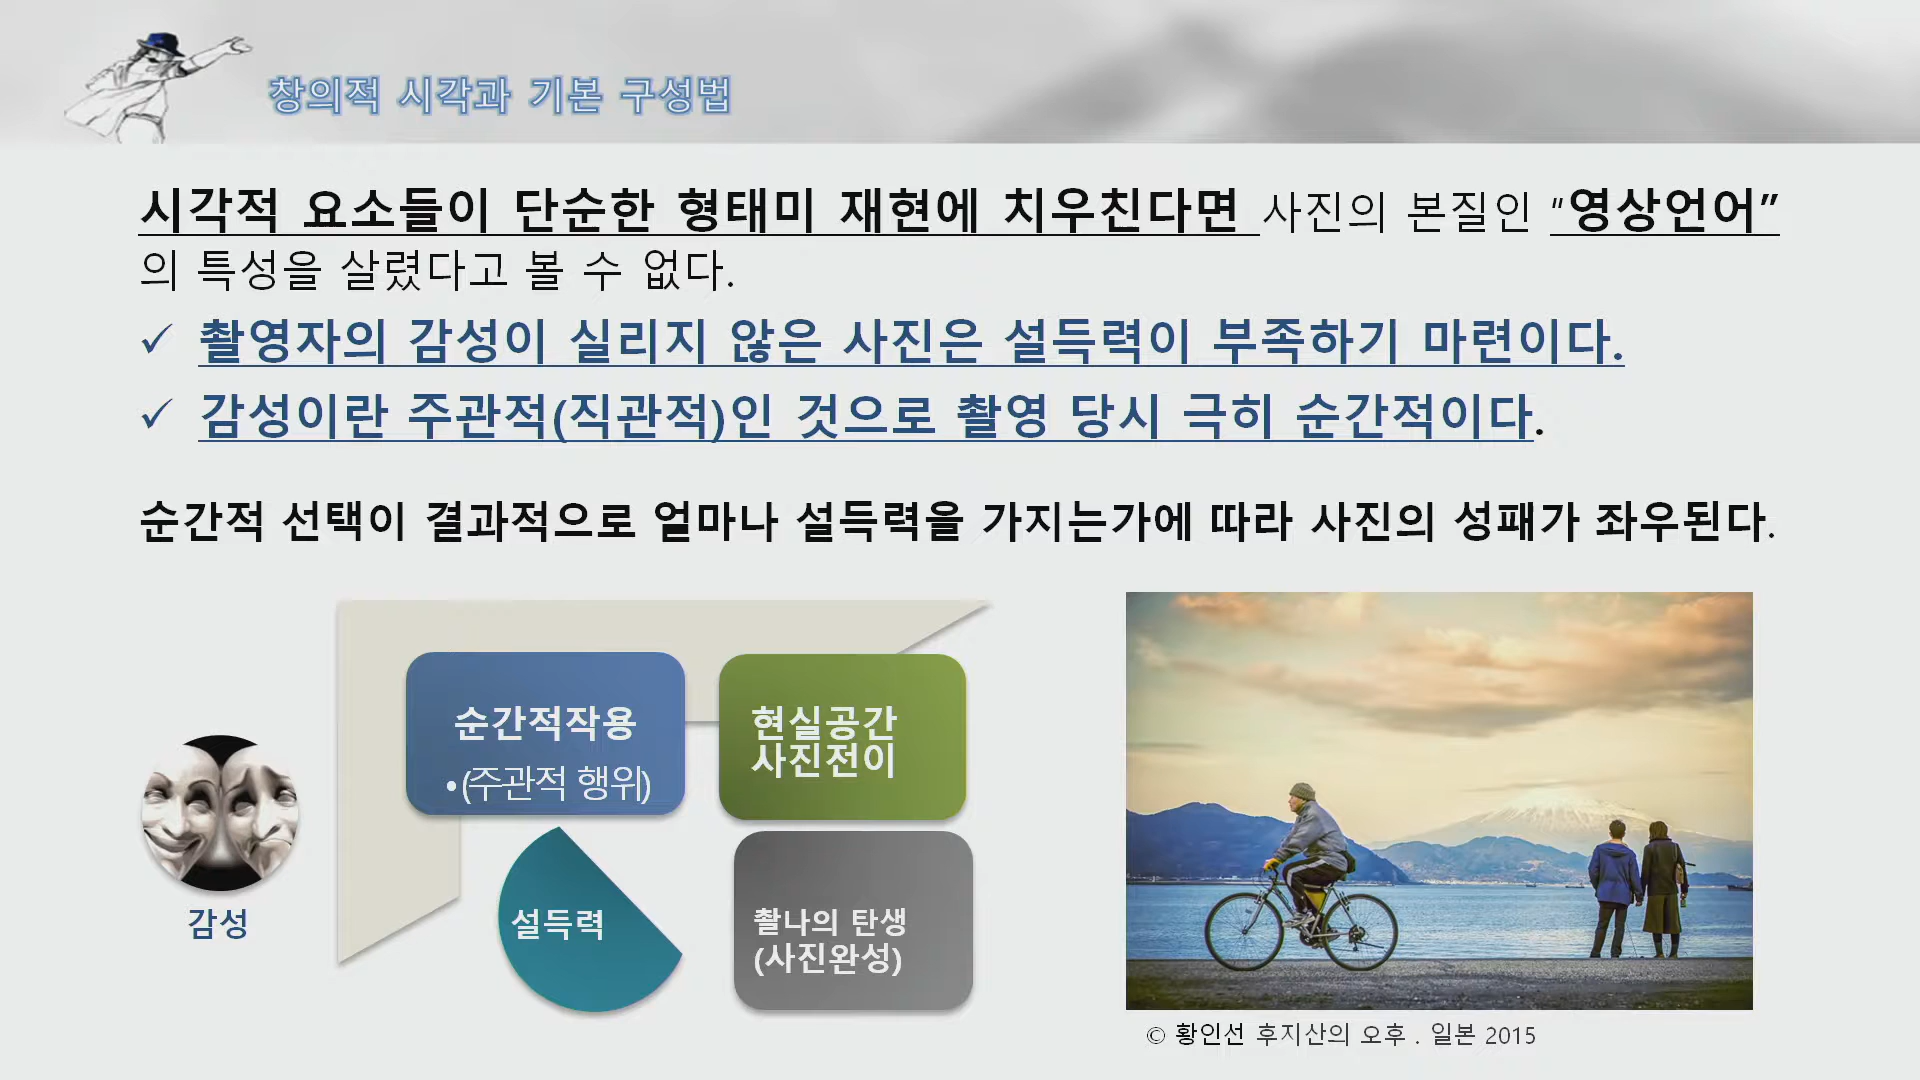 창의적 시각과 기본 구성법
시각적 요소들이 단순한 형태미 재현에 치우친다면 사진의 본질인 “영상언어”
의 특성을 살렸다고 볼 수 없다.
✓ 촬영자의 감성이 실리지 않은 사진은 설득력이 부족하기 마련이다.
✓ 감성이란 주관적(직관적)인 것으로 촬영 당시 극히 순간적이다.
순간적 선택이 결과적으로 얼마나 설득력을 가지는가에 따라 사진의 성패가 좌우된다.
순간적작용
•(주관적 행위)
현실공간
사진전이
감성
설득력
촬나의 탄생
(사진완성)
© 황인선 후지산의 오후 . 일본 2015